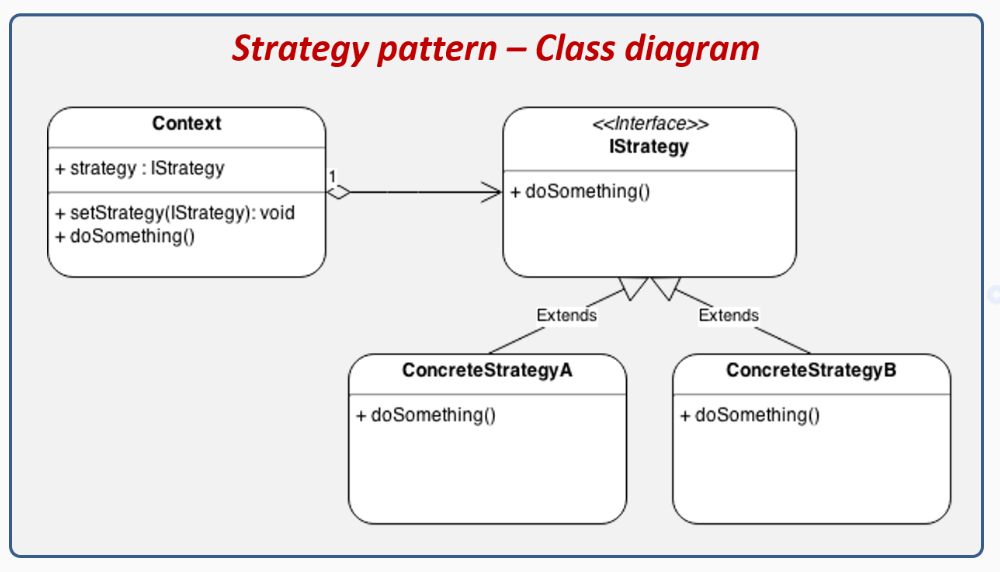 Strategy pattern – Class diagram
Context
+ strategy : IStrategy
+ setStrategy(IStrategy): void
+ doSomething()
1
<<Interface>>
IStrategy
+ doSomething()
Extends
Extends
ConcreteStrategyA
+ doSomething()
ConcreteStrategyB
+ doSomething()